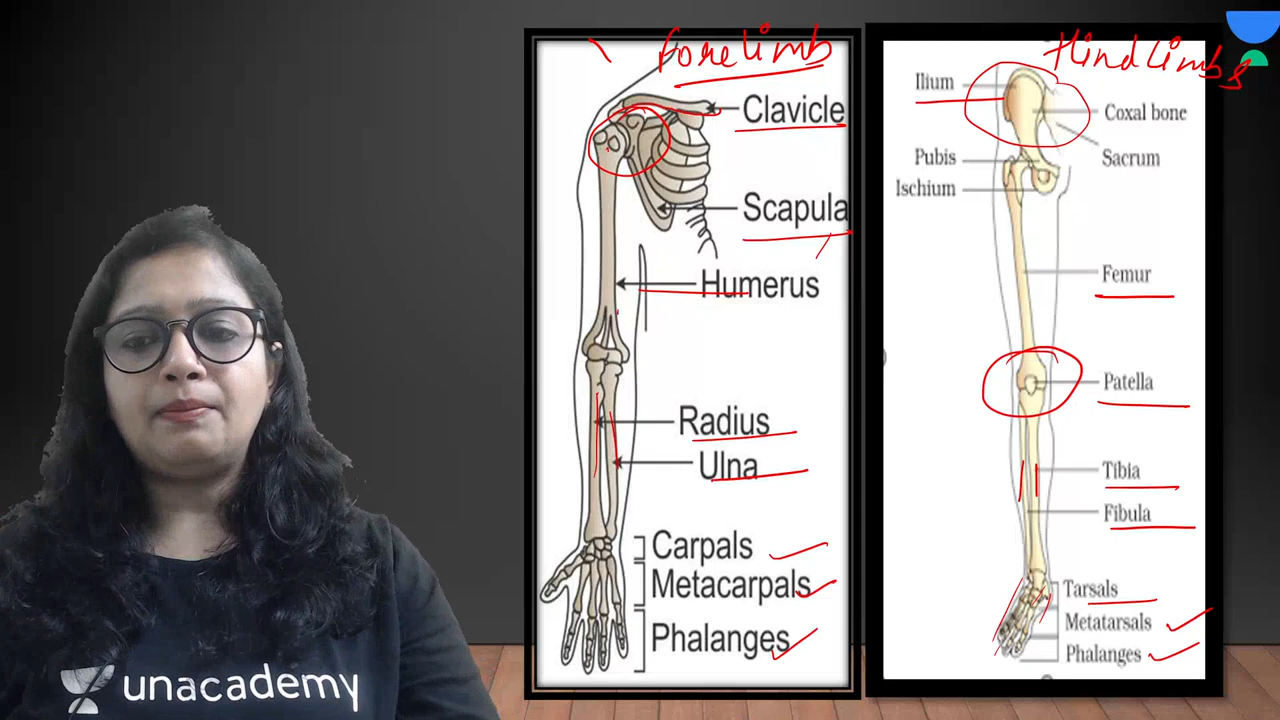 Forelimb
Clavicle
Scapula
Humerus
Radius
Ulna
Carpals
Metacarpals
Phalanges
Hindlimbs
Ilium
Coxal bone
Pubis
Sacrum
Ischium
Femur
Patella
Tibia
Fibula
Tarsals
Metatarsals
Phalanges
unacademy